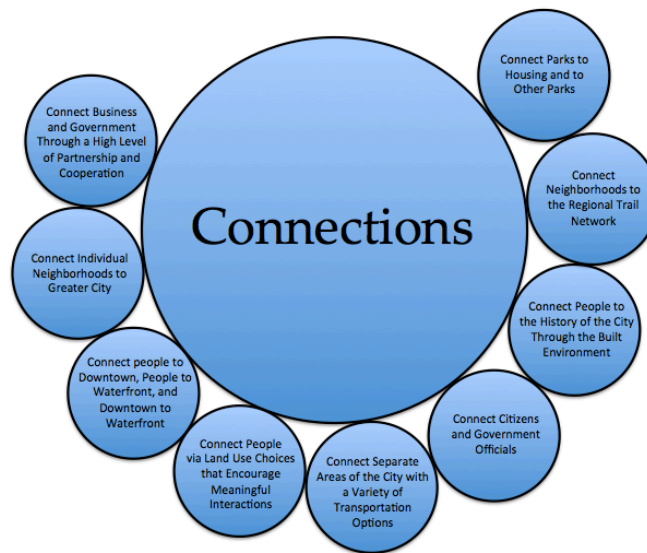 Connections
Connect Parks to
Housing and to
Other Parks
Connect
Neighborhoods to
the Regional Trail
Network
Connect People to
the History of the City
Through the Built
Environment
Connect Citizens
and Government
Officials
Connect Separate
Areas of the City with
a Variety of
Transportation
Options
Connect People
via Land Use Choices
that Encourage
Meaningful
Interactions
Connect people to
Downtown, People to
Waterfront, and
Downtown to
Waterfront
Connect Individual
Neighborhoods to
Greater City
Connect Business
and Government
Through a High Level
of Partnership and
Cooperation